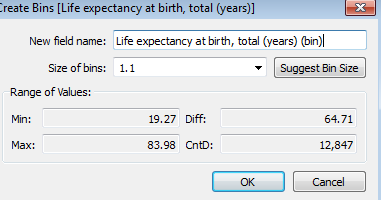 Create Bins [Life expectancy at birth, total (years)]
New field name: Life expectancy at birth, total (years) (bin)
Size of bins: 1.1 Suggest Bin Size
Range of Values:
Min: 19.27 Diff: 64.71
Max: 83.98 CntD: 12,847
OK Cancel